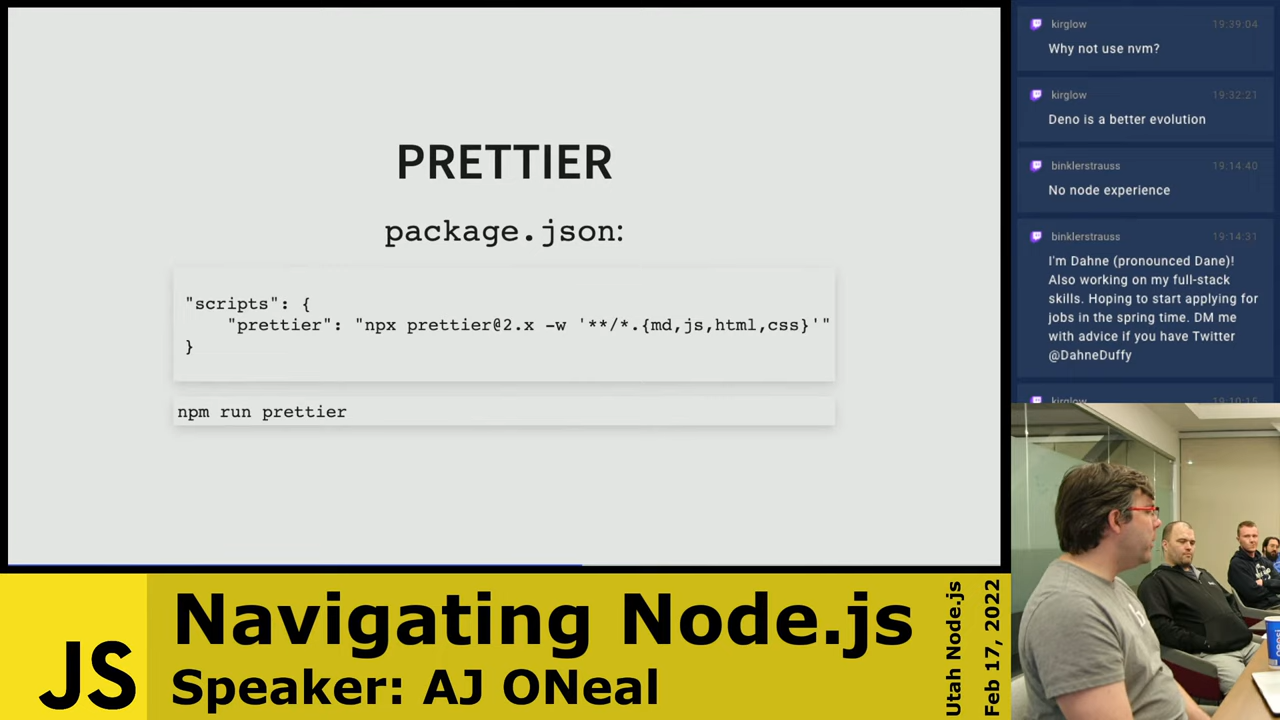 PRETTIER
package.json:
"scripts": {
"prettier": "npx prettier@2.x -w '**/*.{md,js,html,css}'"
}
npm run prettier
kirglow 19:39:04
Why not use nvm?
kirglow 19:32:21
Deno is a better evolution
binklerstrauss 19:14:40
No node experience
binklerstrauss 19:14:31
I'm Dahne (pronounced Dane)!
Also working on my full-stack
skills. Hoping to start applying for
jobs in the spring time. DM me
with advice if you have Twitter
@DahneDuffy
kirglow 19:10:15
JS
Navigating Node.js
Speaker: AJ ONeal
Utah Node.js
Feb 17, 2022